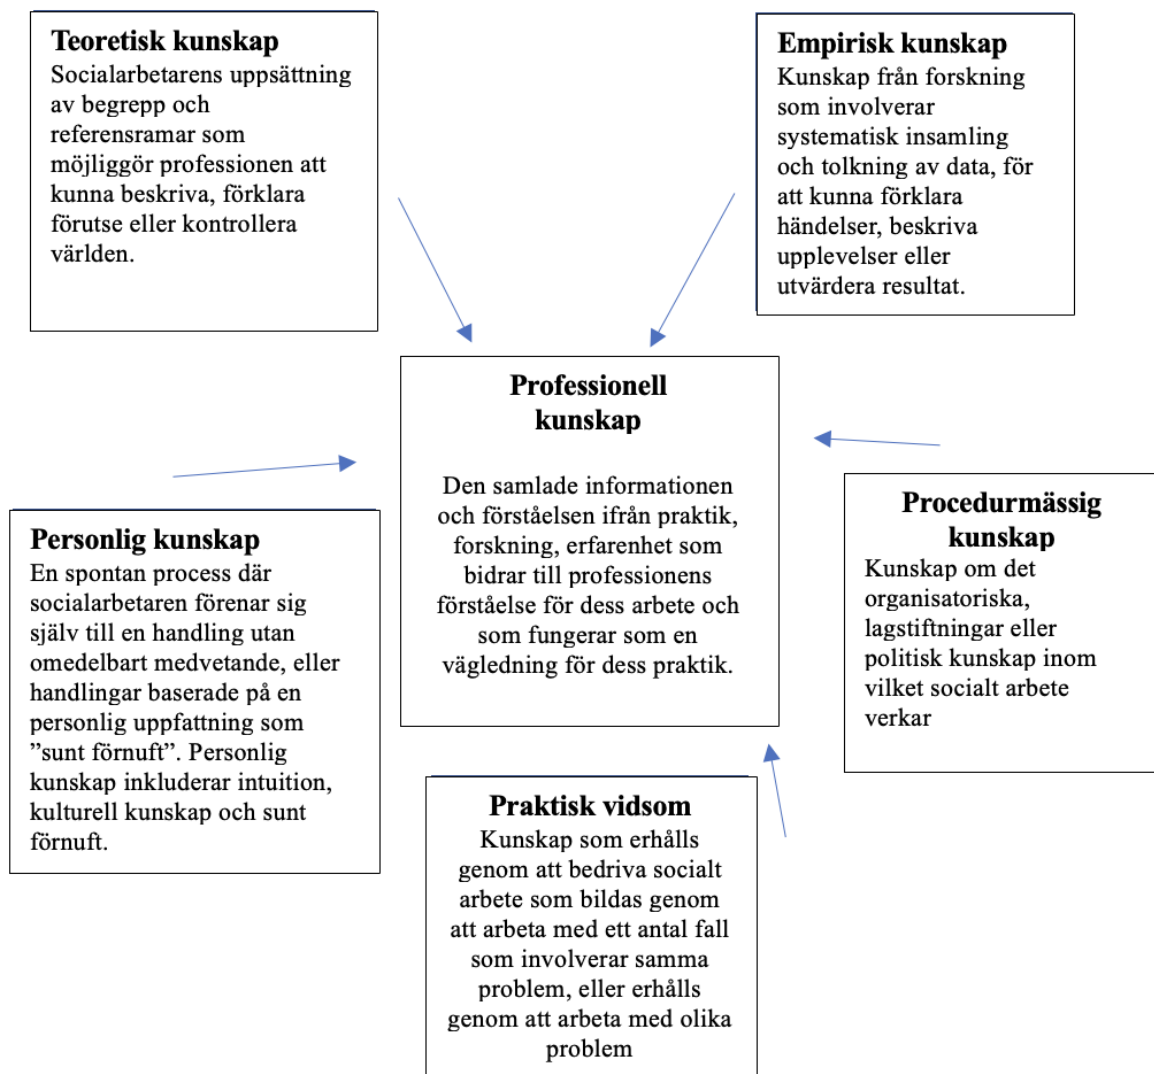 Teoretisk kunskap
Socialarbetarens uppsättning
av begrepp och
referensramar som
möjliggör professionen att
kunna beskriva, förklara
förutse eller kontrollera
världen.
Empirisk kunskap
Kunskap från forskning
som involverar
systematisk insamling
och tolkning av data, för
att kunna förklara
händelser, beskriva
upplevelser eller
utvärdera resultat.
Professionell
kunskap
Den samlade informationen
och förståelsen ifrån praktik,
forskning, erfarenhet som
bidrar till professionens
förståelse för dess arbete och
som fungerar som en
vägledning för dess praktik.
Personlig kunskap
En spontan process där
socialarbetaren förenar sig
själv till en handling utan
omedelbart medvetande, eller
handlingar baserade på en
personlig uppfattning som
”sunt förnuft”. Personlig
kunskap inkluderar intuition,
kulturell kunskap och sunt
förnuft.
Procedurmässig
kunskap
Kunskap om det
organisatoriska,
lagstiftningar eller
politisk kunskap inom
vilket socialt arbete
verkar
Praktisk vidsom
Kunskap som erhålls
genom att bedriva socialt
arbete som bildas genom
att arbeta med ett antal fall
som involverar samma
problem, eller erhålls
genom att arbeta med olika
problem